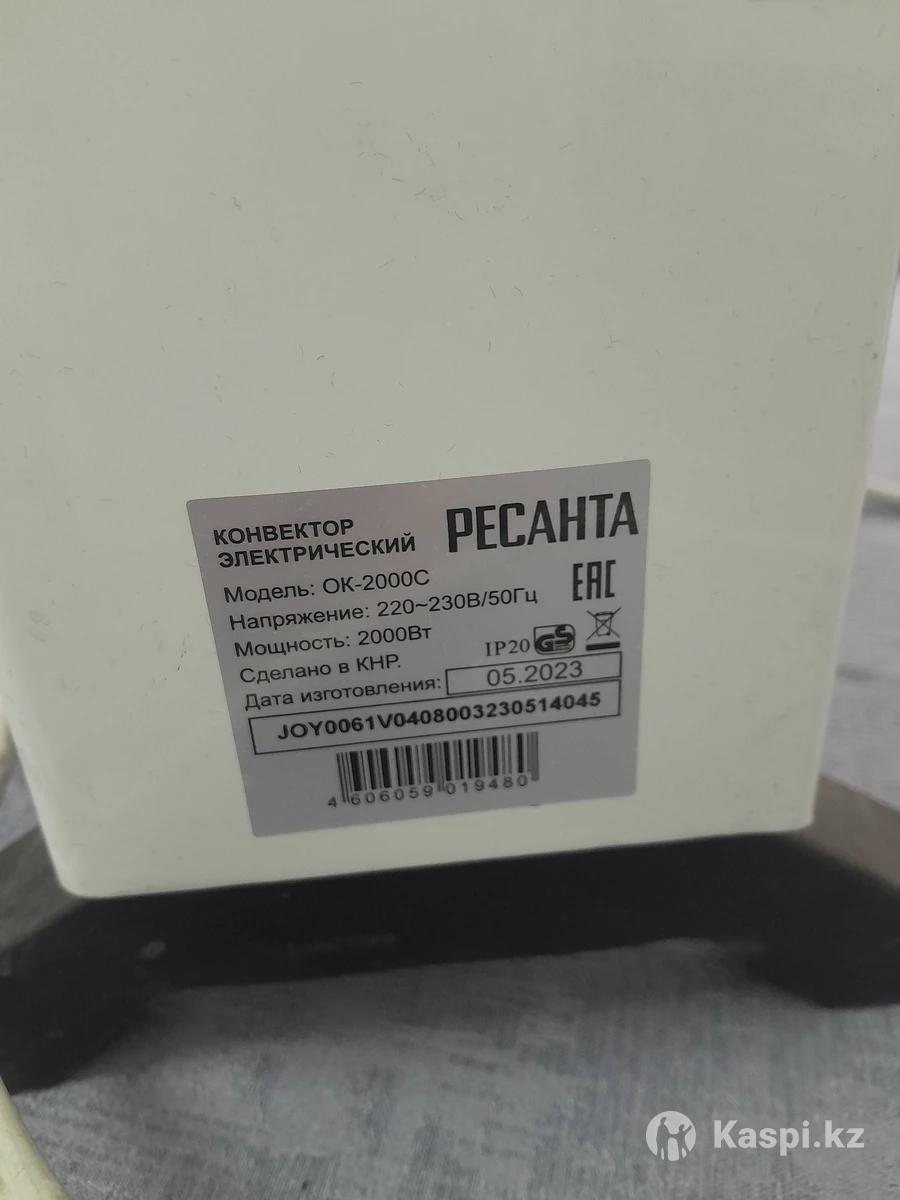 КОНВЕКТОР
ЭЛЕКТРИЧЕСКИЙ
РЕСАНТА
Модель: ОК-2000С
EAC
Напряжение: 220~230В/50Гц
Мощность: 2000Вт
IP20 GS
Сделано в КНР.
Дата изготовления: 05.2023
JOY0061V0408003230514045
4 606059 019480
Kaspi.kz